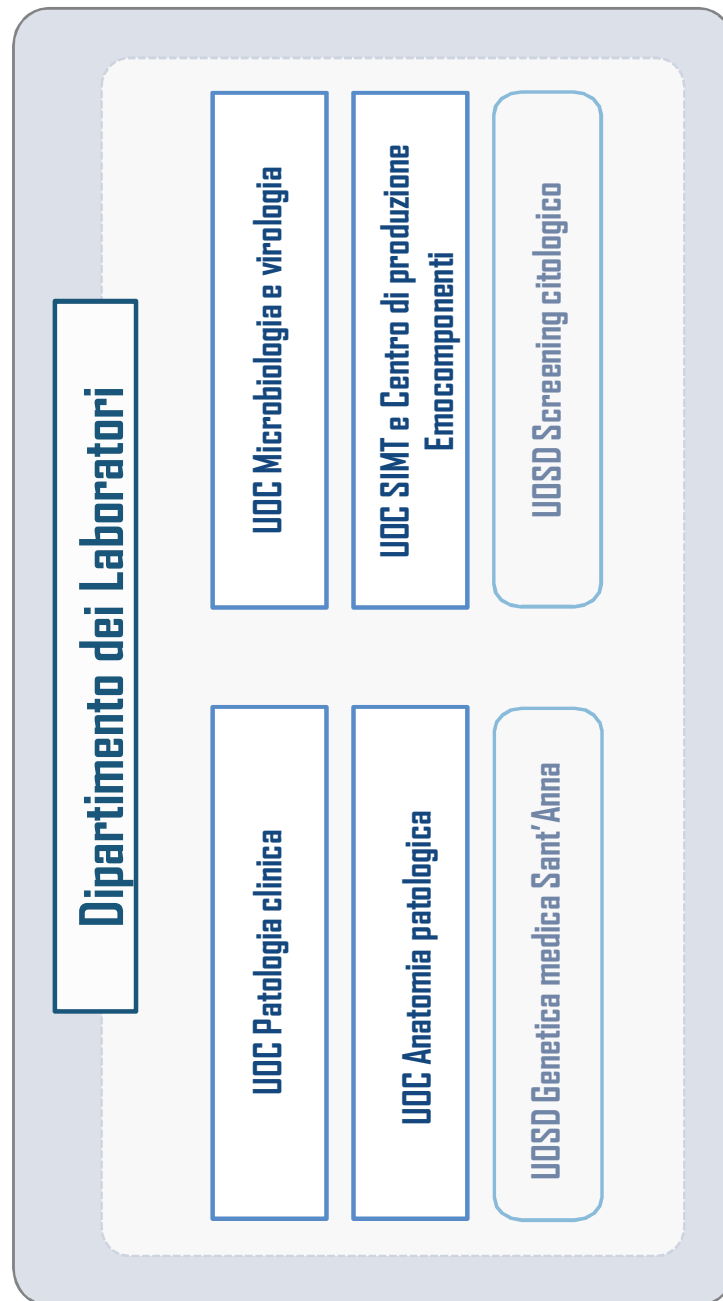 Dipartimento dei Laboratori
UOC Patologia clinica
UOC Microbiologia e virologia
UOC Anatomia patologica
UOC SIMT e Centro di produzione
Emocomponenti
UOSD Genetica medica Sant'Anna
UOSD Screening citologico